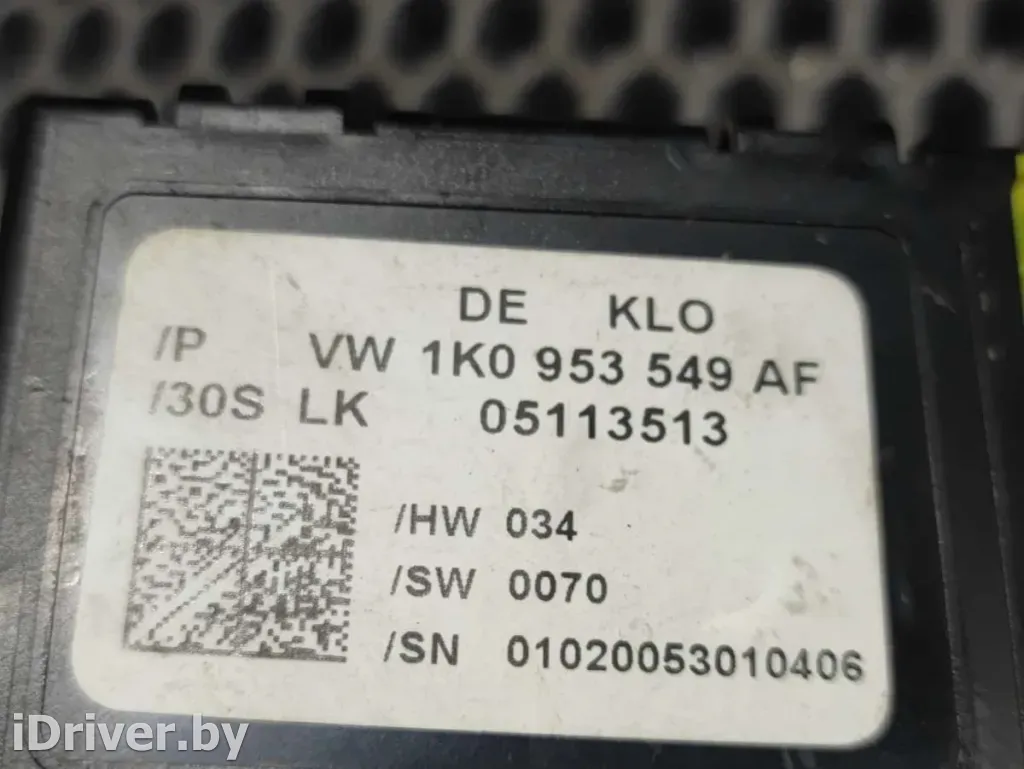 DE KLO
/P VW 1K0 953 549 AF
/30S LK 05113513
/HW 034
/SW 0070
/SN 01020053010406
iDriver.by